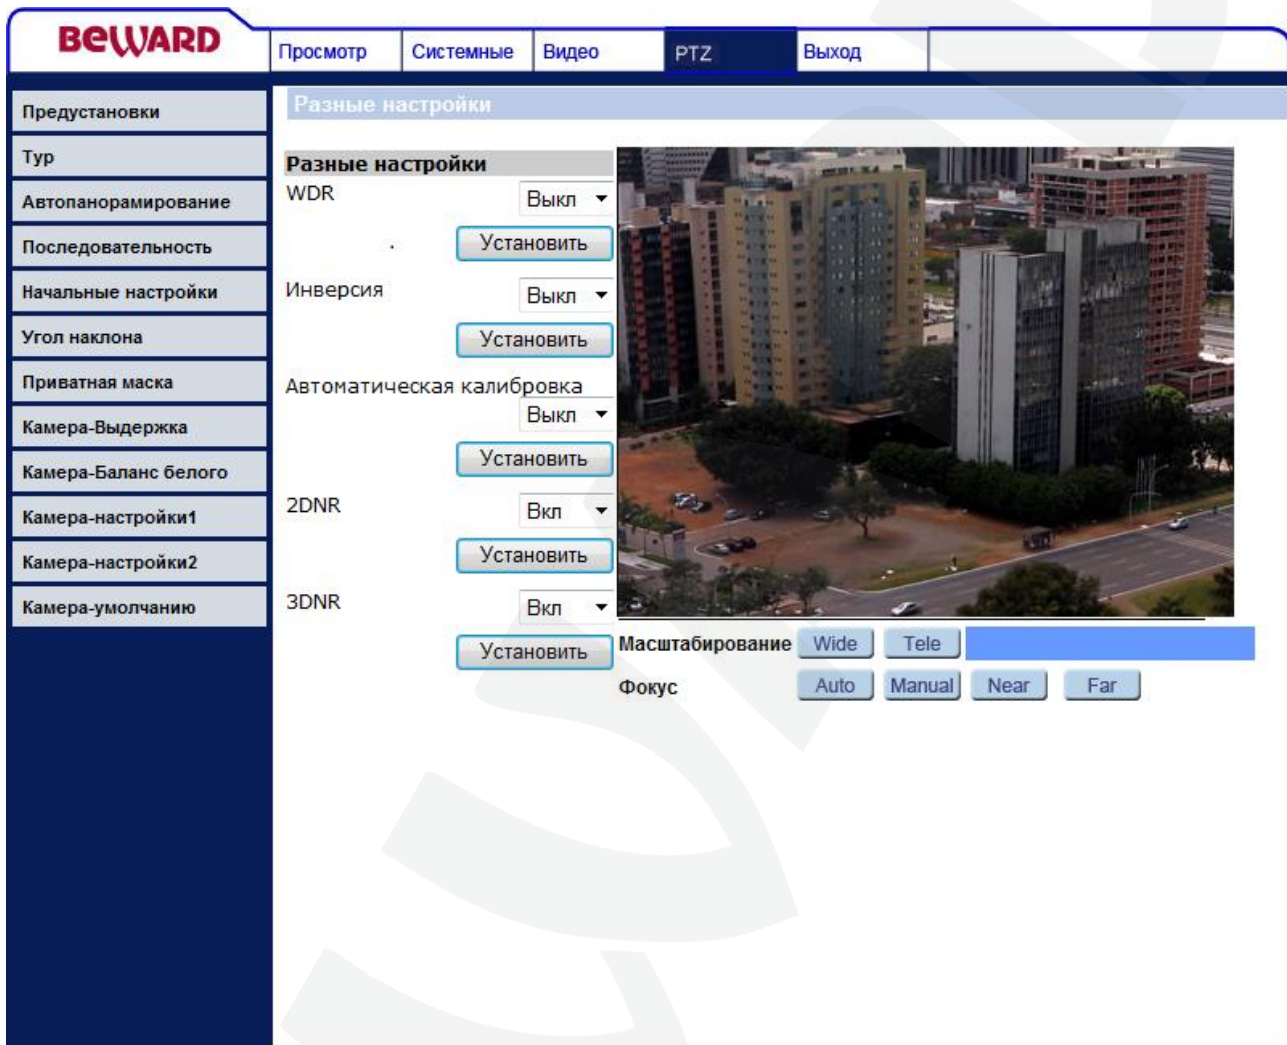 BEWARD
Просмотр Системные Видео PTZ Выход
Предустановки
Тур
Автопанорамирование
Последовательность
Начальные настройки
Угол наклона
Приватная маска
Камера-Выдержка
Камера-Баланс белого
Камера-настройки1
Камера-настройки2
Камера-умолчанию
Разные настройки
Разные настройки
WDR Выкл
. Установить
Инверсия Выкл
Установить
Автоматическая калибровка
Выкл
Установить
2DNR Вкл
Установить
3DNR Вкл
Установить
Масштабирование Wide Tele
Фокус Auto Manual Near Far